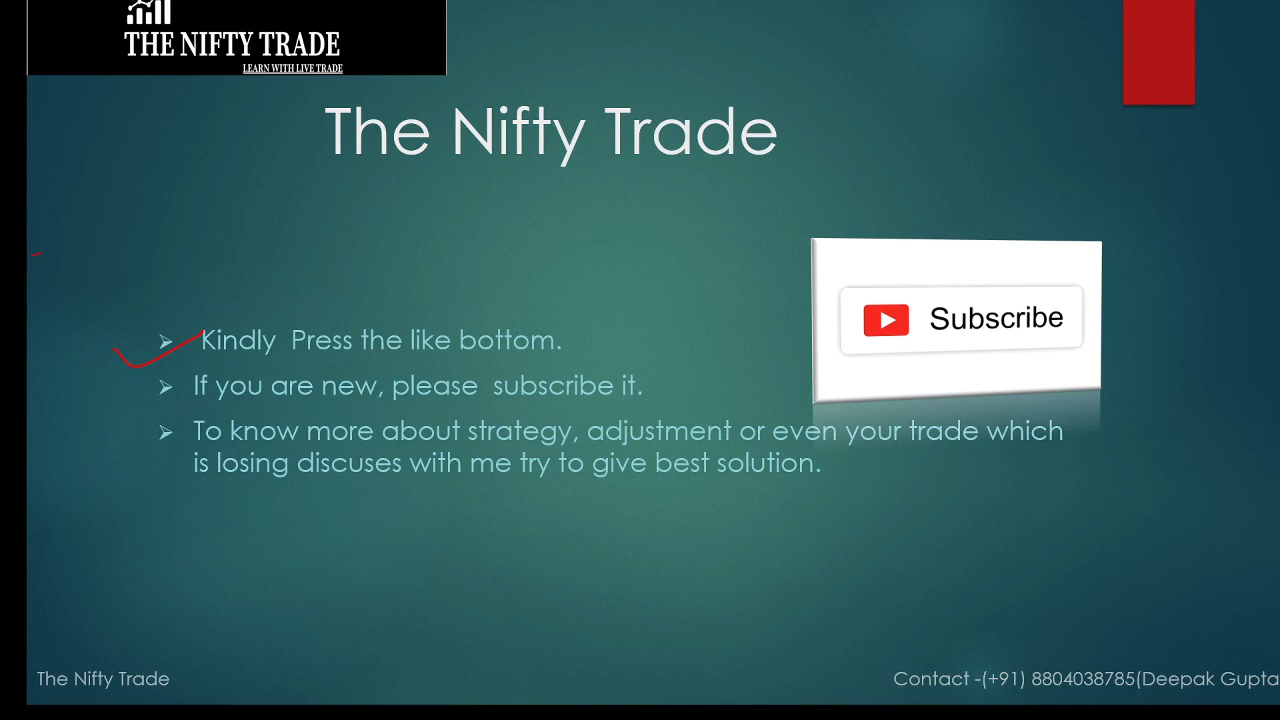 THE NIFTY TRADE
LEARN WITH LIVE TRADE
The Nifty Trade
Subscribe
Kindly Press the like bottom.
If you are new, please subscribe it.
To know more about strategy, adjustment or even your trade which
is losing discuses with me try to give best solution.
The Nifty Trade
Contact -(+91) 8804038785(Deepak Gupta